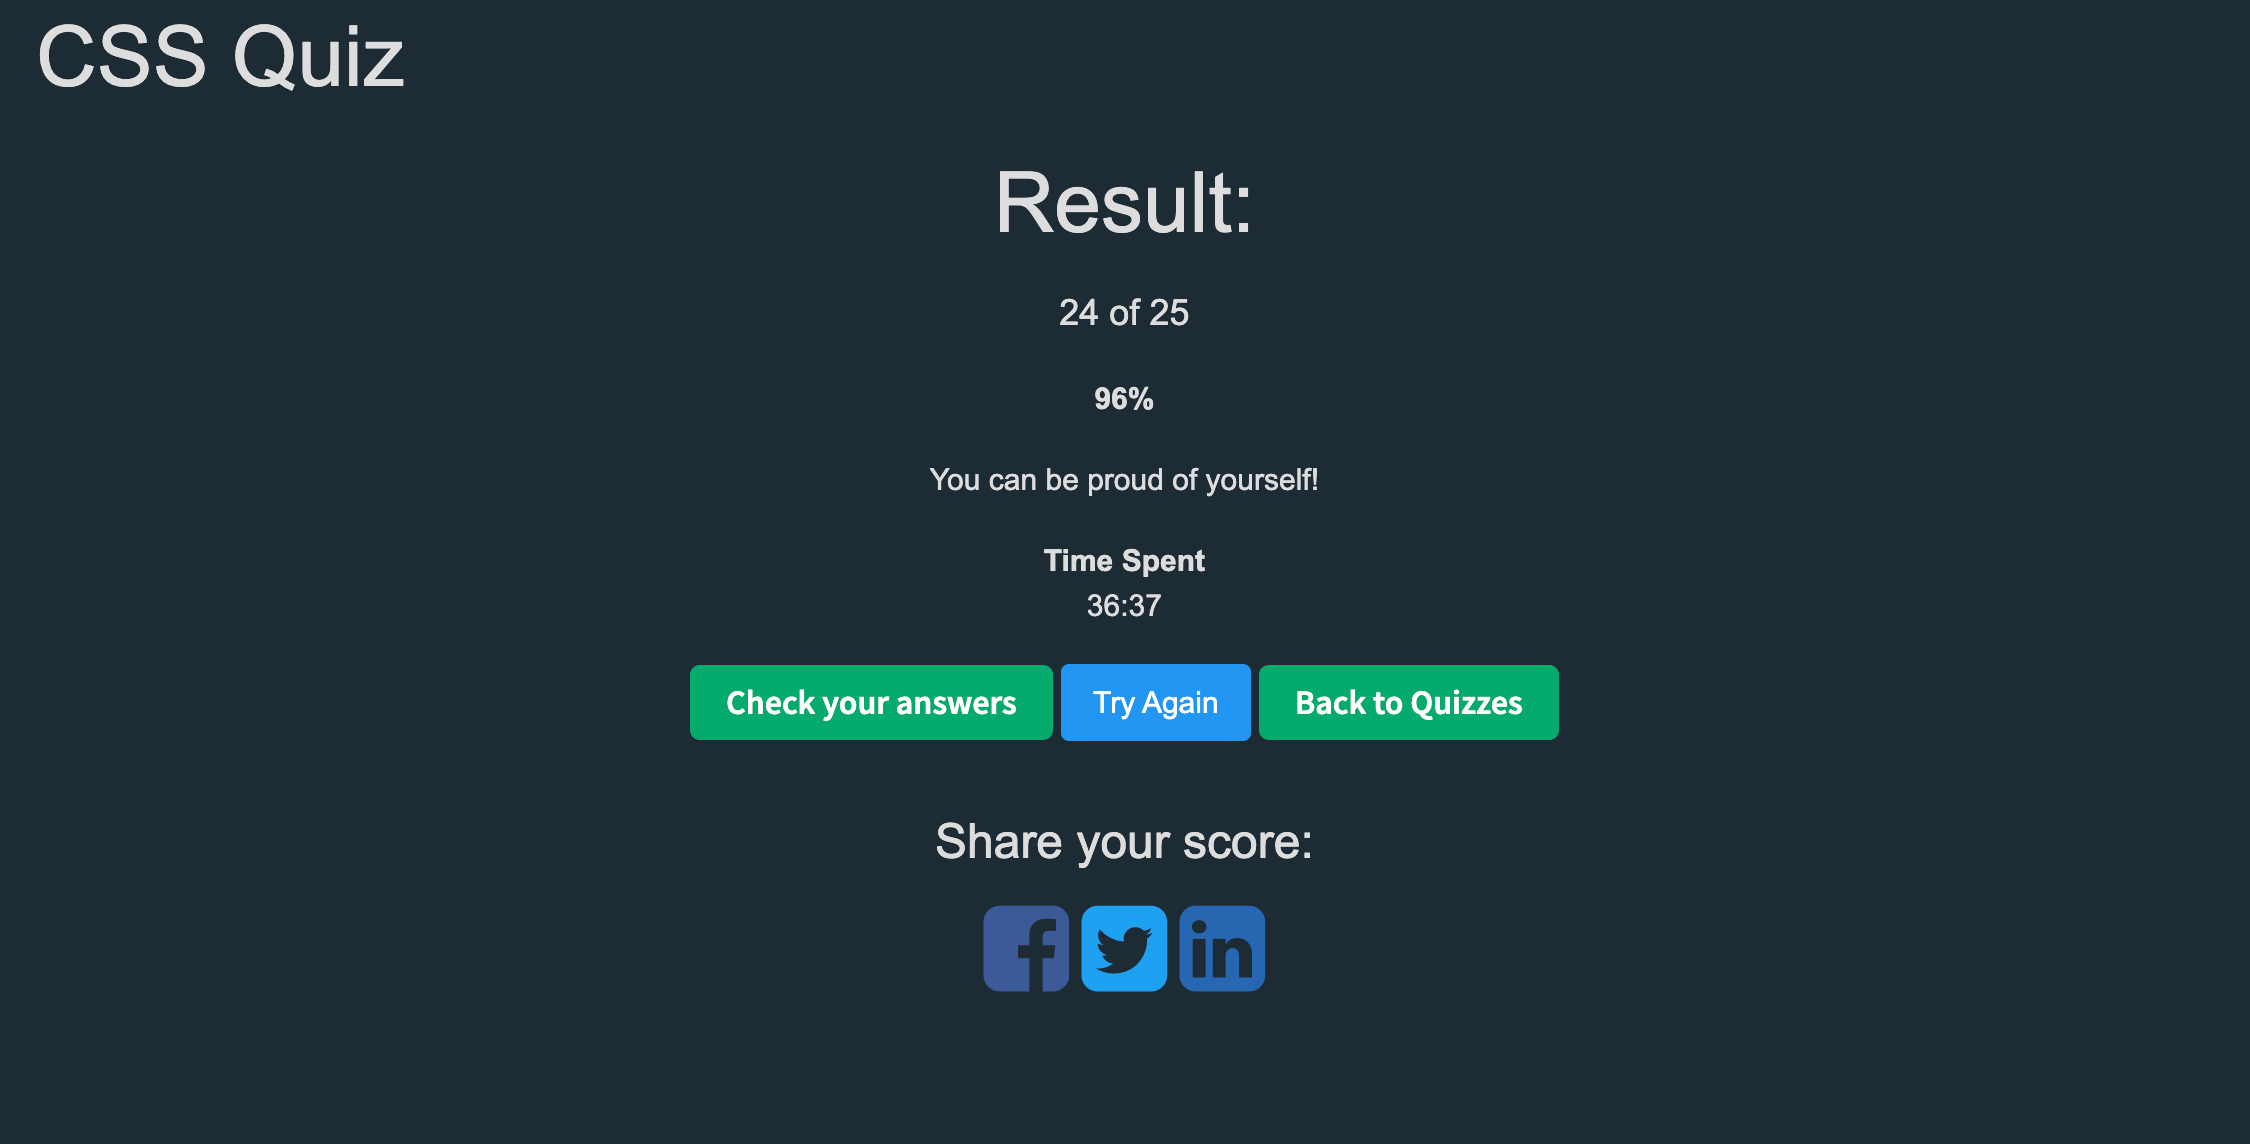 CSS Quiz
Result:
24 of 25
96%
You can be proud of yourself!
Time Spent
36:37
Check your answers Try Again Back to Quizzes
Share your score:
f in